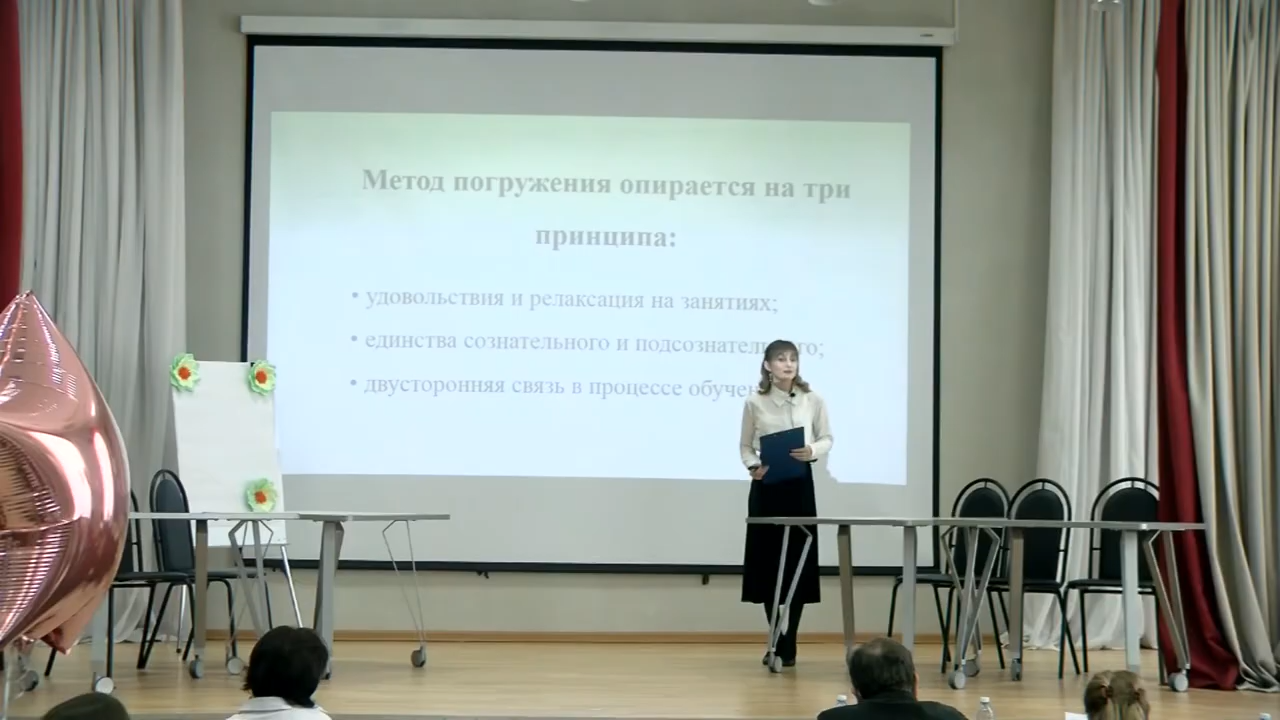 Метод погружения опирается на три
принципа:
• удовольствия и релаксация на занятиях;
• единства сознательного и
• двусторонняя связь в процессе